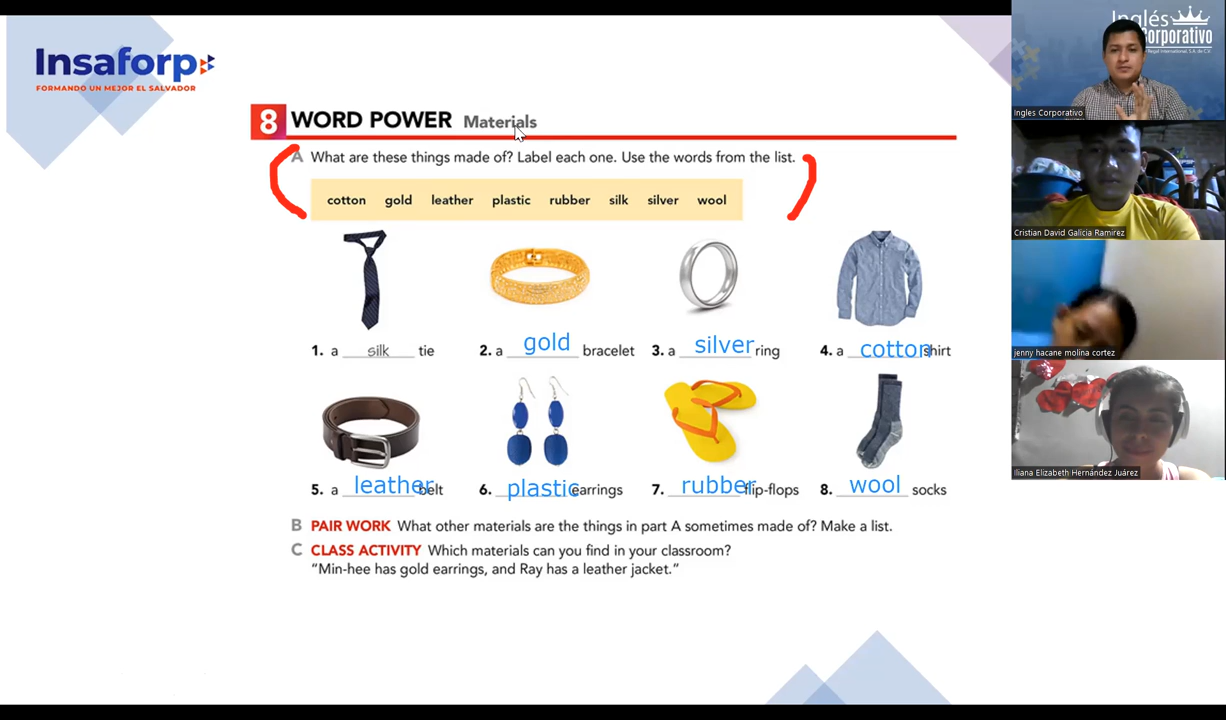 Insaforp
FORMANDO UN MEJOR EL SALVADOR
8 WORD POWER Materials
A What are these things made of? Label each one. Use the words from the list.
cotton gold leather plastic rubber silk silver wool
1. a silk tie 2. a gold bracelet 3. a silver ring 4. a cotton shirt
5. a leather belt 6. plastic earrings 7. rubber flip-flops 8. wool socks
B PAIR WORK What other materials are the things in part A sometimes made of? Make a list.
C CLASS ACTIVITY Which materials can you find in your classroom?
“Min-hee has gold earrings, and Ray has a leather jacket.”
Inglés
Corporativo
Ingles Corporativo
Cristian David Galicia Ramirez
jenny hacane molina cortez
Iliana Elizabeth Hernández Juárez